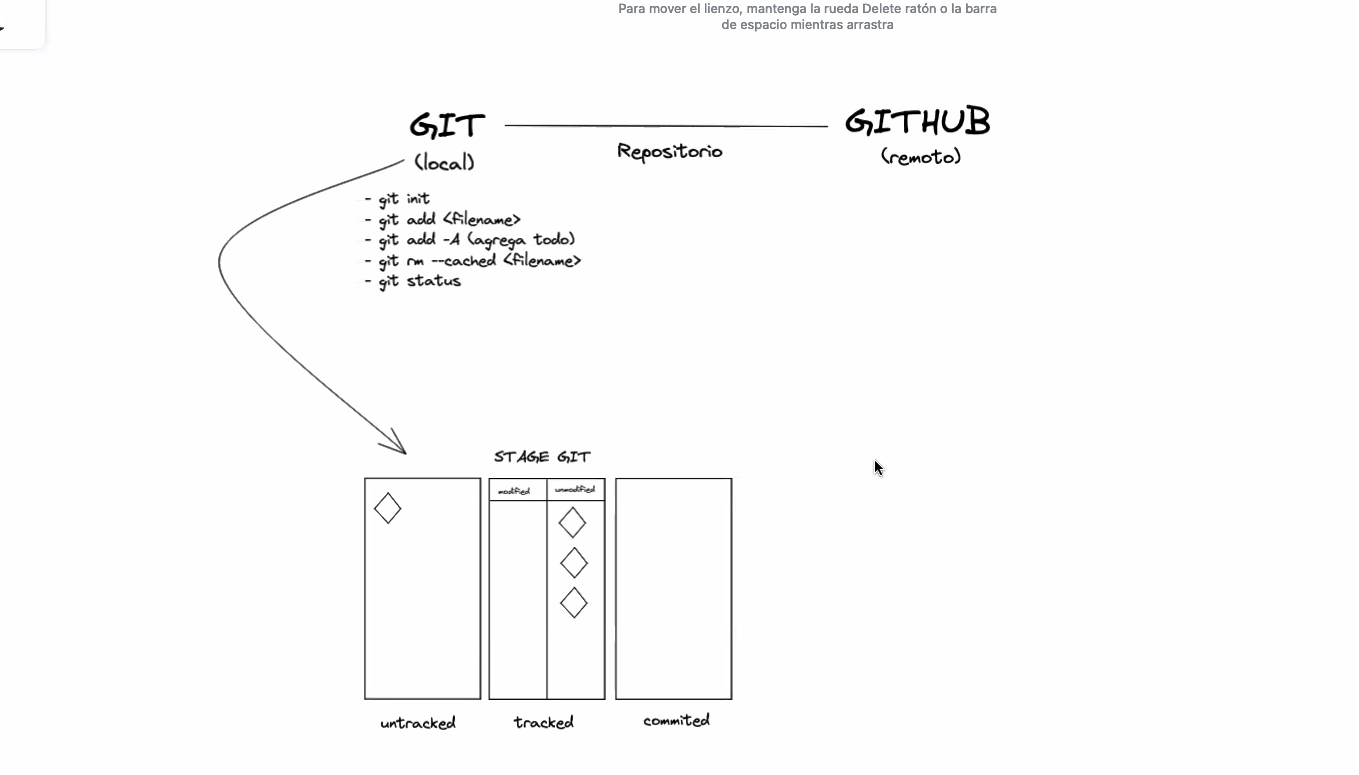 Para mover el lienzo, mantenga la rueda Delete ratón o la barra
de espacio mientras arrastra
GIT
GITHUB
Repositorio
(local)
(remoto)
- git init
- git add <filename>
- git add -A (agrega todo)
- git rm --cached <filename>
- git status
STAGE GIT
modified
unmodified
untracked
tracked
commited